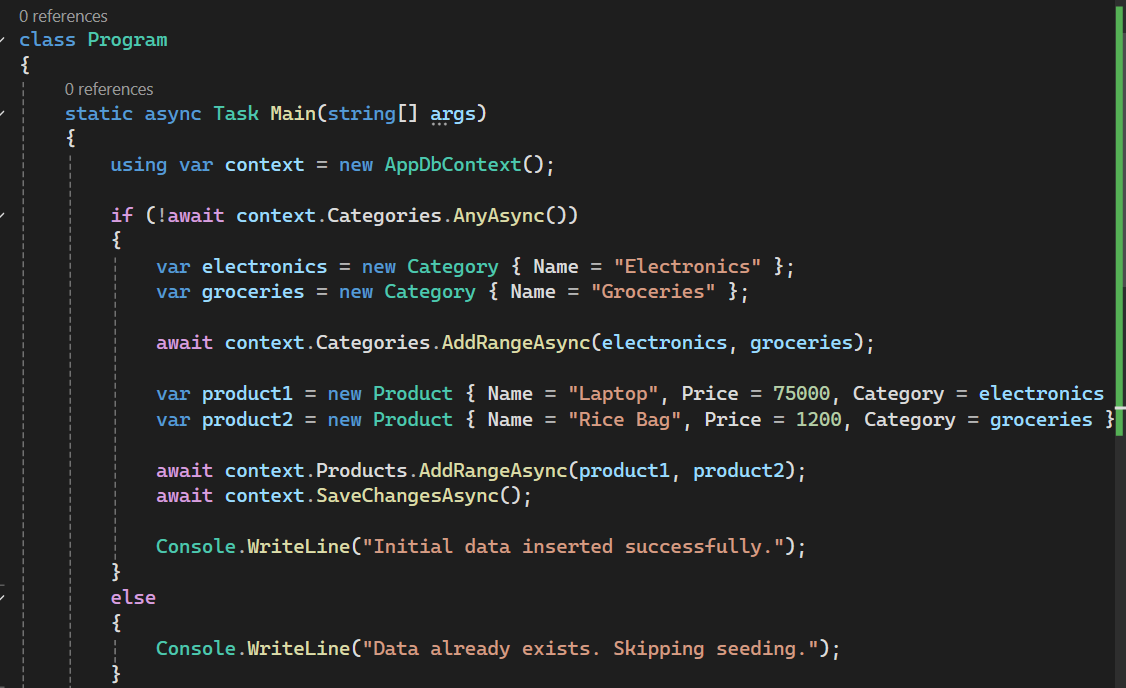 0 references
class Program
{
0 references
static async Task Main(string[] args)
{
using var context = new AppDbContext();
if (!await context.Categories.AnyAsync())
{
var electronics = new Category { Name = "Electronics" };
var groceries = new Category { Name = "Groceries" };
await context.Categories.AddRangeAsync(electronics, groceries);
var product1 = new Product { Name = "Laptop", Price = 75000, Category = electronics
var product2 = new Product { Name = "Rice Bag", Price = 1200, Category = groceries }
await context.Products.AddRangeAsync(product1, product2);
await context.SaveChangesAsync();
Console.WriteLine("Initial data inserted successfully.");
}
else
{
Console.WriteLine("Data already exists. Skipping seeding.");
}